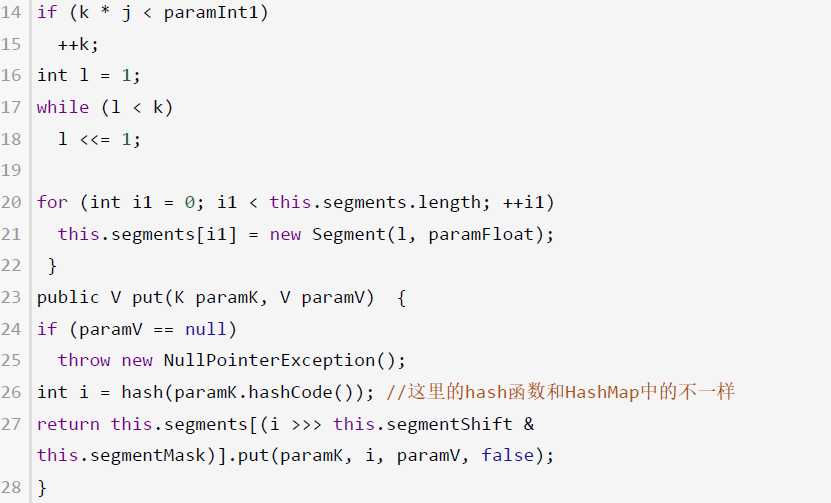 14 if (k * j < paramInt1)
15 ++k;
16 int l = 1;
17 while (l < k)
18 l <<= 1;
19
20 for (int i1 = 0; i1 < this.segments.length; ++i1)
21 this.segments[i1] = new Segment(l, paramFloat);
22 }
23 public V put(K paramK, V paramV) {
24 if (paramV == null)
25 throw new NullPointerException();
26 int i = hash(paramK.hashCode()); //这里的hash函数和HashMap中的不一样
27 return this.segments[(i >>> this.segmentShift &
this.segmentMask)].put(paramK, i, paramV, false);
28 }